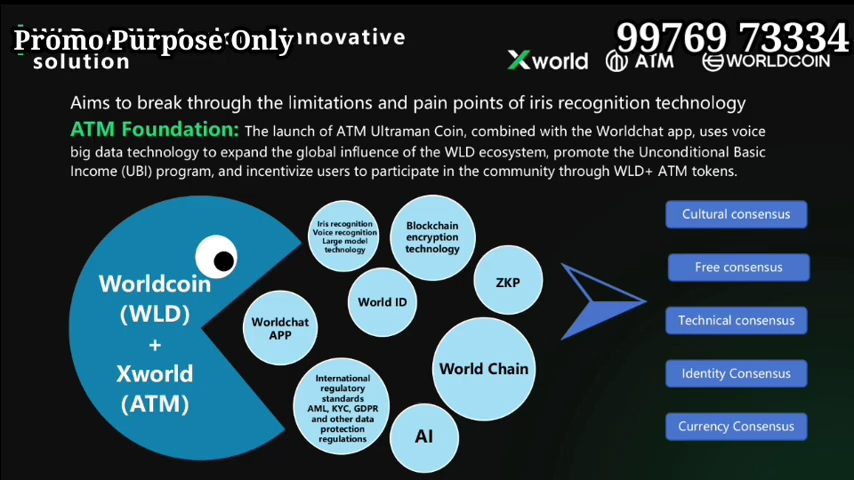 Promo Purpose Only
innovative
solution
99769 73334
Xworld
ATM
WORLDCOIN
Aims to break through the limitations and pain points of iris recognition technology
ATM Foundation: The launch of ATM Ultraman Coin, combined with the Worldchat app, uses voice
big data technology to expand the global influence of the WLD ecosystem, promote the Unconditional Basic
Income (UBI) program, and incentivize users to participate in the community through WLD+ ATM tokens.
Worldcoin
(WLD)
+
Xworld
(ATM)
Iris recognition
Voice recognition
Large model
technology
Blockchain
encryption
technology
ZKP
World ID
Worldchat
APP
World Chain
International
regulatory
standards
AML, KYC, GDPR
and other data
protection
regulations
AI
Cultural consensus
Free consensus
Technical consensus
Identity Consensus
Currency Consensus